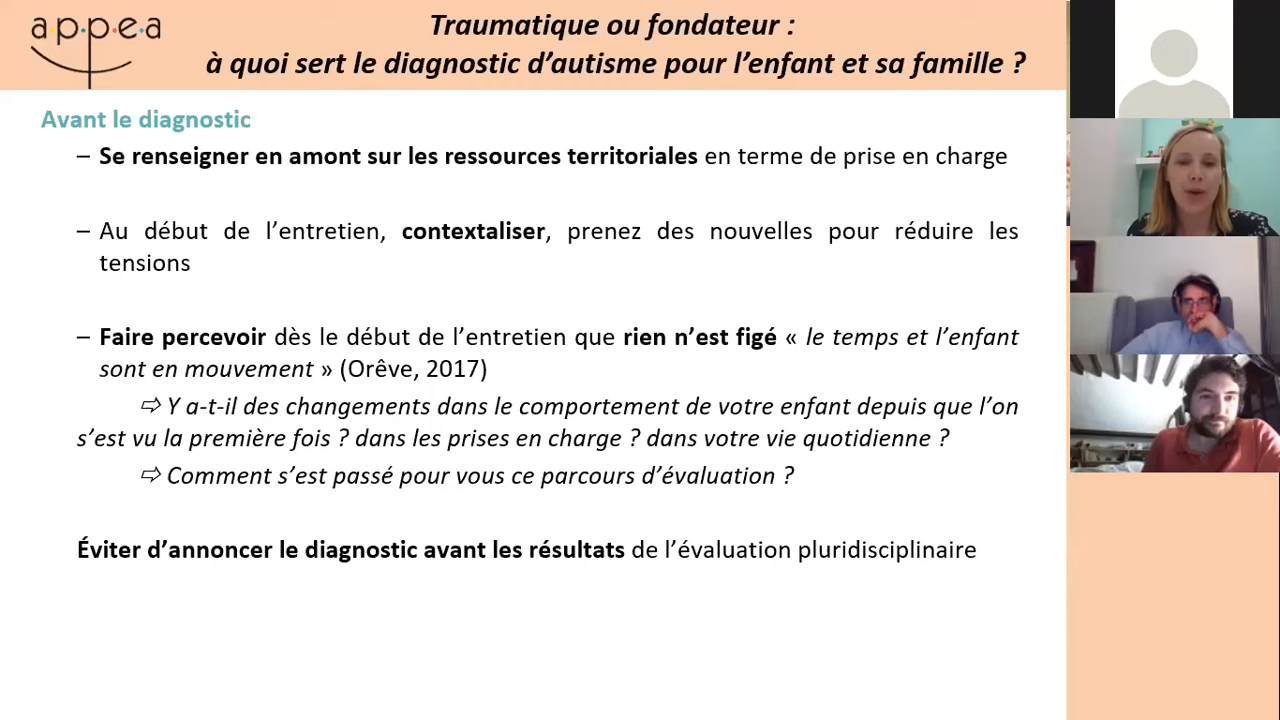 a.p.p.e.a
Traumatique ou fondateur :
à quoi sert le diagnostic d'autisme pour l'enfant et sa famille ?
Avant le diagnostic
– Se renseigner en amont sur les ressources territoriales en terme de prise en charge
– Au début de l'entretien, contextaliser, prenez des nouvelles pour réduire les
tensions
– Faire percevoir dès le début de l'entretien que rien n'est figé « le temps et l'enfant
sont en mouvement » (Orêve, 2017)
⇨ Y a-t-il des changements dans le comportement de votre enfant depuis que l'on
s'est vu la première fois ? dans les prises en charge ? dans votre vie quotidienne ?
⇨ Comment s'est passé pour vous ce parcours d'évaluation ?
Éviter d'annoncer le diagnostic avant les résultats de l'évaluation pluridisciplinaire